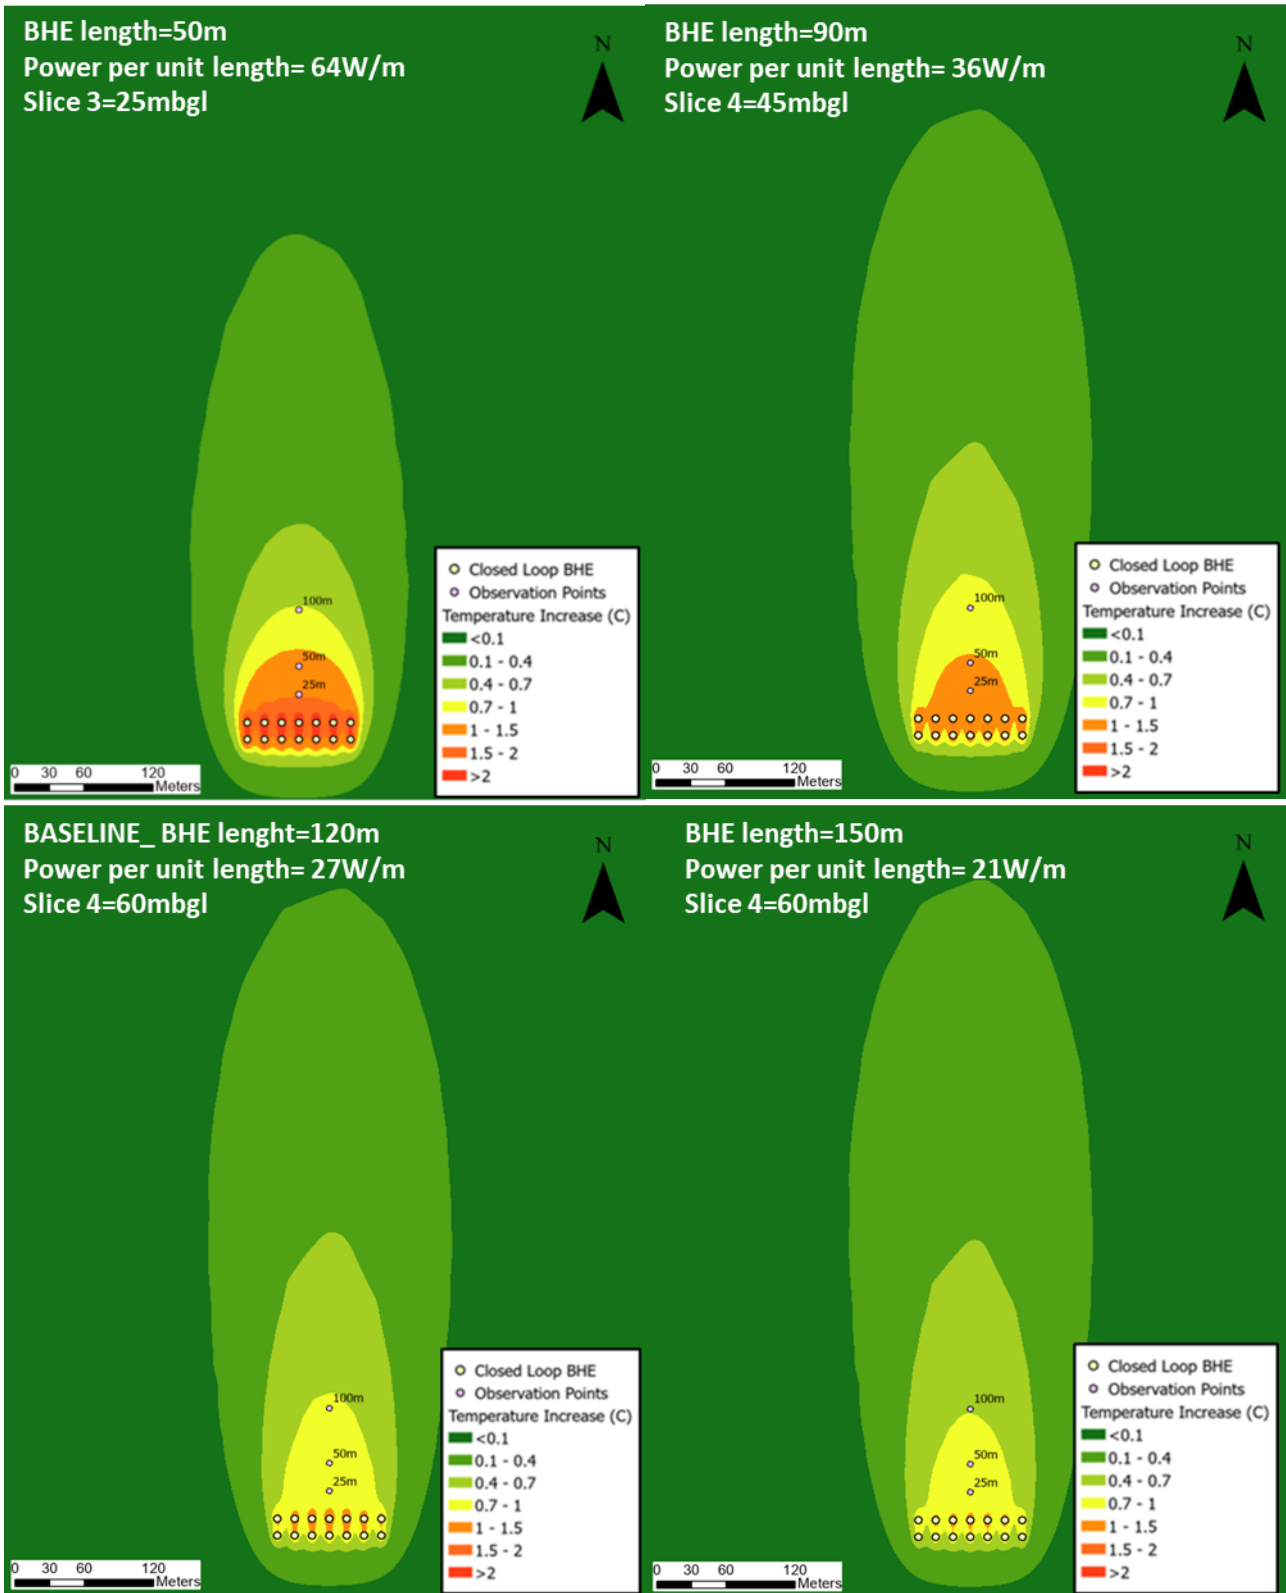 BHE length=50m
Power per unit length= 64W/m
Slice 3=25mbgl
N
100m
50m
25m
Closed Loop BHE
Observation Points
Temperature Increase (C)
<0.1
0.1 - 0.4
0.4 - 0.7
0.7 - 1
1 - 1.5
1.5 - 2
>2
0 30 60 120
Meters
BHE length=90m
Power per unit length= 36W/m
Slice 4=45mbgl
N
100m
50m
25m
Closed Loop BHE
Observation Points
Temperature Increase (C)
<0.1
0.1 - 0.4
0.4 - 0.7
0.7 - 1
1 - 1.5
1.5 - 2
>2
0 30 60 120
Meters
BASELINE_ BHE lenght=120m
Power per unit length= 27W/m
Slice 4=60mbgl
N
100m
50m
25m
Closed Loop BHE
Observation Points
Temperature Increase (C)
<0.1
0.1 - 0.4
0.4 - 0.7
0.7 - 1
1 - 1.5
1.5 - 2
>2
0 30 60 120
Meters
BHE length=150m
Power per unit length= 21W/m
Slice 4=60mbgl
N
100m
50m
25m
Closed Loop BHE
Observation Points
Temperature Increase (C)
<0.1
0.1 - 0.4
0.4 - 0.7
0.7 - 1
1 - 1.5
1.5 - 2
>2
0 30 60 120
Meters